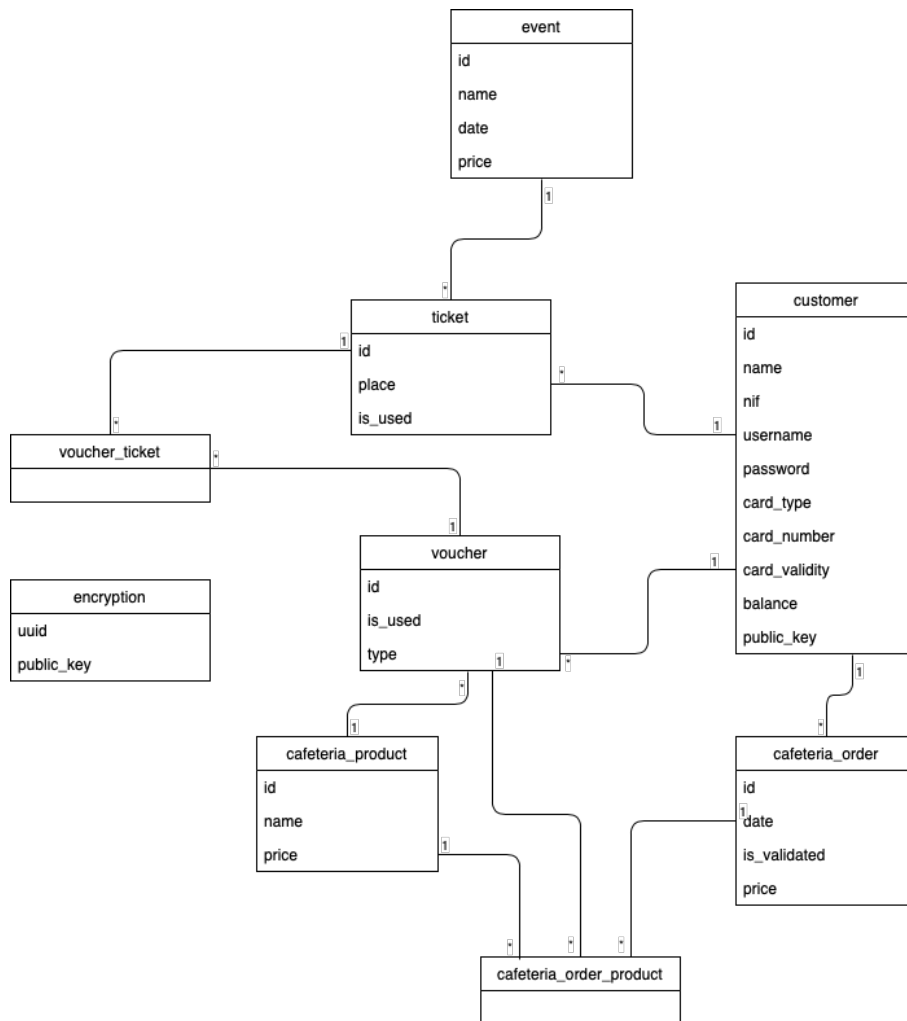 event
id
name
date
price
1
*
ticket
id
place
is_used
1
*
customer
id
name
nif
username
password
card_type
card_number
card_validity
balance
public_key
1
1
1
*
voucher_ticket
*
1
voucher
id
is_used
type
1
*
*
encryption
uuid
public_key
1
cafeteria_product
id
name
price
1
*
cafeteria_order
id
date
is_validated
price
1
*
*
*
cafeteria_order_product